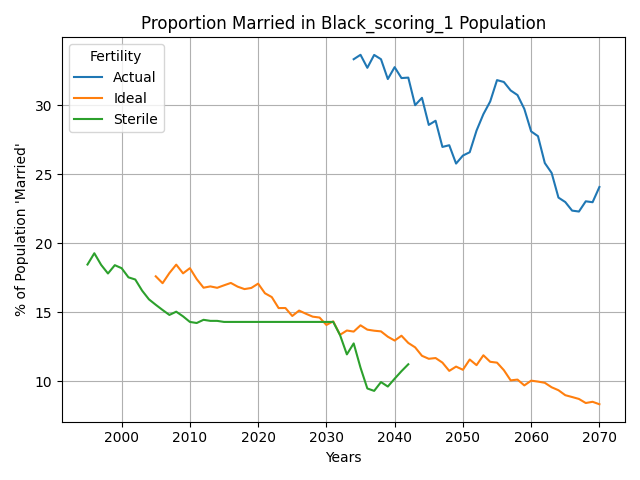 Proportion Married in Black_scoring_1 Population
Fertility
Actual
Ideal
Sterile
% of Population 'Married'
30
25
20
15
10
2000 2010 2020 2030 2040 2050 2060 2070
Years